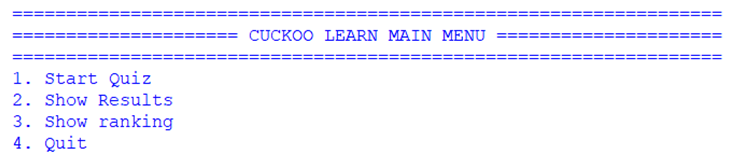 ==================================================================
===================== CUCKOO LEARN MAIN MENU =====================
==================================================================
1. Start Quiz
2. Show Results
3. Show ranking
4. Quit